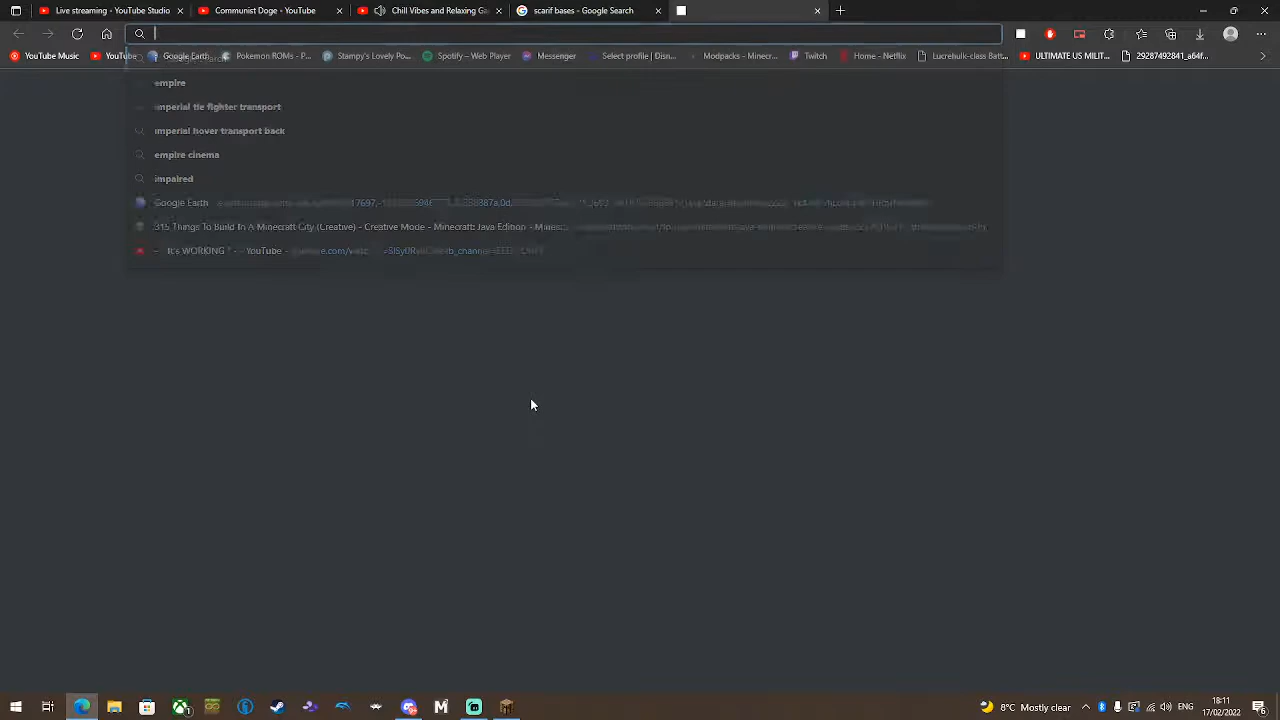 Live streaming - YouTube Studio
Communist Doge - YouTube
Chill Vibes and Relaxing G
scarif bases - Google Search
YouTube Music
YouTu
Google Earth
Pokemon ROMs - P...
Stampy's Lovely Po...
Spotify - Web Player
Messenger
Select profile | Disn...
Modpacks - Minecr...
Twitch
Home - Netflix
Lucrehulk-class Batt...
ULTIMATE US MILIT...
29287492841_a64f...
empire
imperial tie fighter transport
imperial hover transport back
empire cinema
impaired
Google Earth
315 Things To Build In A Minecraft City (Creative) - Creative Mode - Minecraft: Java Edition - Minecr
It's WORKING " - - YouTube -
8°C Mostly clear
18:11
17/02/2022